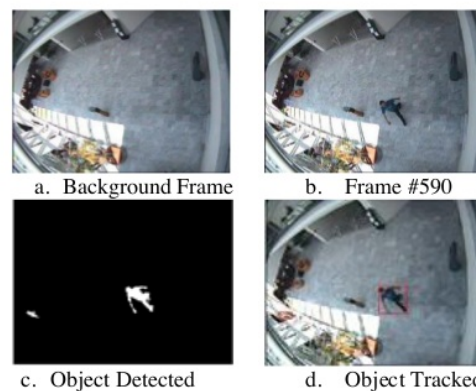 a. Background Frame
b. Frame #590
c. Object Detected
d. Object Tracked